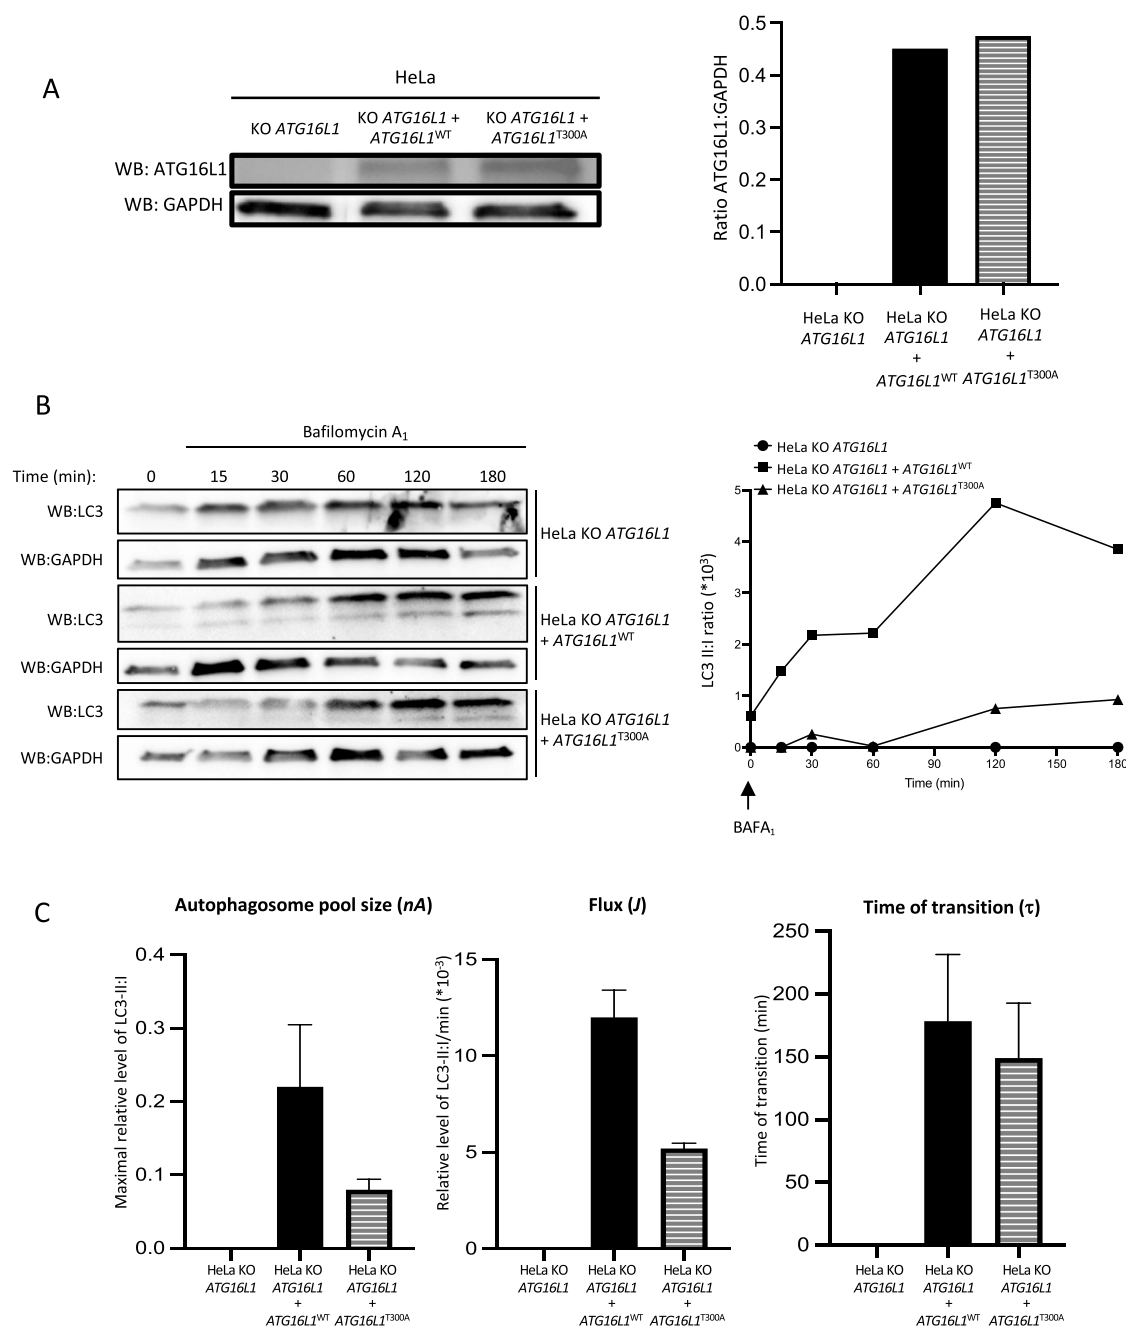 A
HeLa
KO ATG16L1
KO ATG16L1 +
ATG16L1WT
KO ATG16L1 +
ATG16L1T300A
WB: ATG16L1
WB: GAPDH
Ratio ATG16L1:GAPDH
0.5
0.4
0.3
0.2
0.1
0.0
HeLa KO
ATG16L1
HeLa KO
ATG16L1
+
ATG16L1WT
HeLa KO
ATG16L1
+
ATG16L1T300A
B
Bafilomycin A1
Time (min): 0 15 30 60 120 180
WB:LC3
WB:GAPDH
HeLa KO ATG16L1
WB:LC3
WB:GAPDH
HeLa KO ATG16L1
+ ATG16L1WT
WB:LC3
WB:GAPDH
HeLa KO ATG16L1
+ ATG16L1T300A
HeLa KO ATG16L1
HeLa KO ATG16L1 + ATG16L1WT
HeLa KO ATG16L1 + ATG16L1T300A
LC3 II:I ratio (*10³)
5
4
3
2
1
0
0 30 60 90 120 150 180
Time (min)
BAFA1
C
Autophagosome pool size (nA)
Maximal relative level of LC3-II:I
0.4
0.3
0.2
0.1
0.0
HeLa KO
ATG16L1
HeLa KO
ATG16L1
+
ATG16L1WT
HeLa KO
ATG16L1
+
ATG16L1T300A
Flux (J)
Relative level of LC3-II:I/min (*10-3)
15
10
5
0
HeLa KO
ATG16L1
HeLa KO
ATG16L1
+
ATG16L1WT
HeLa KO
ATG16L1
+
ATG16L1T300A
Time of transition (τ)
Time of transition (min)
250
200
150
100
50
0
HeLa KO
ATG16L1
HeLa KO
ATG16L1
+
ATG16L1WT
HeLa KO
ATG16L1
+
ATG16L1T300A